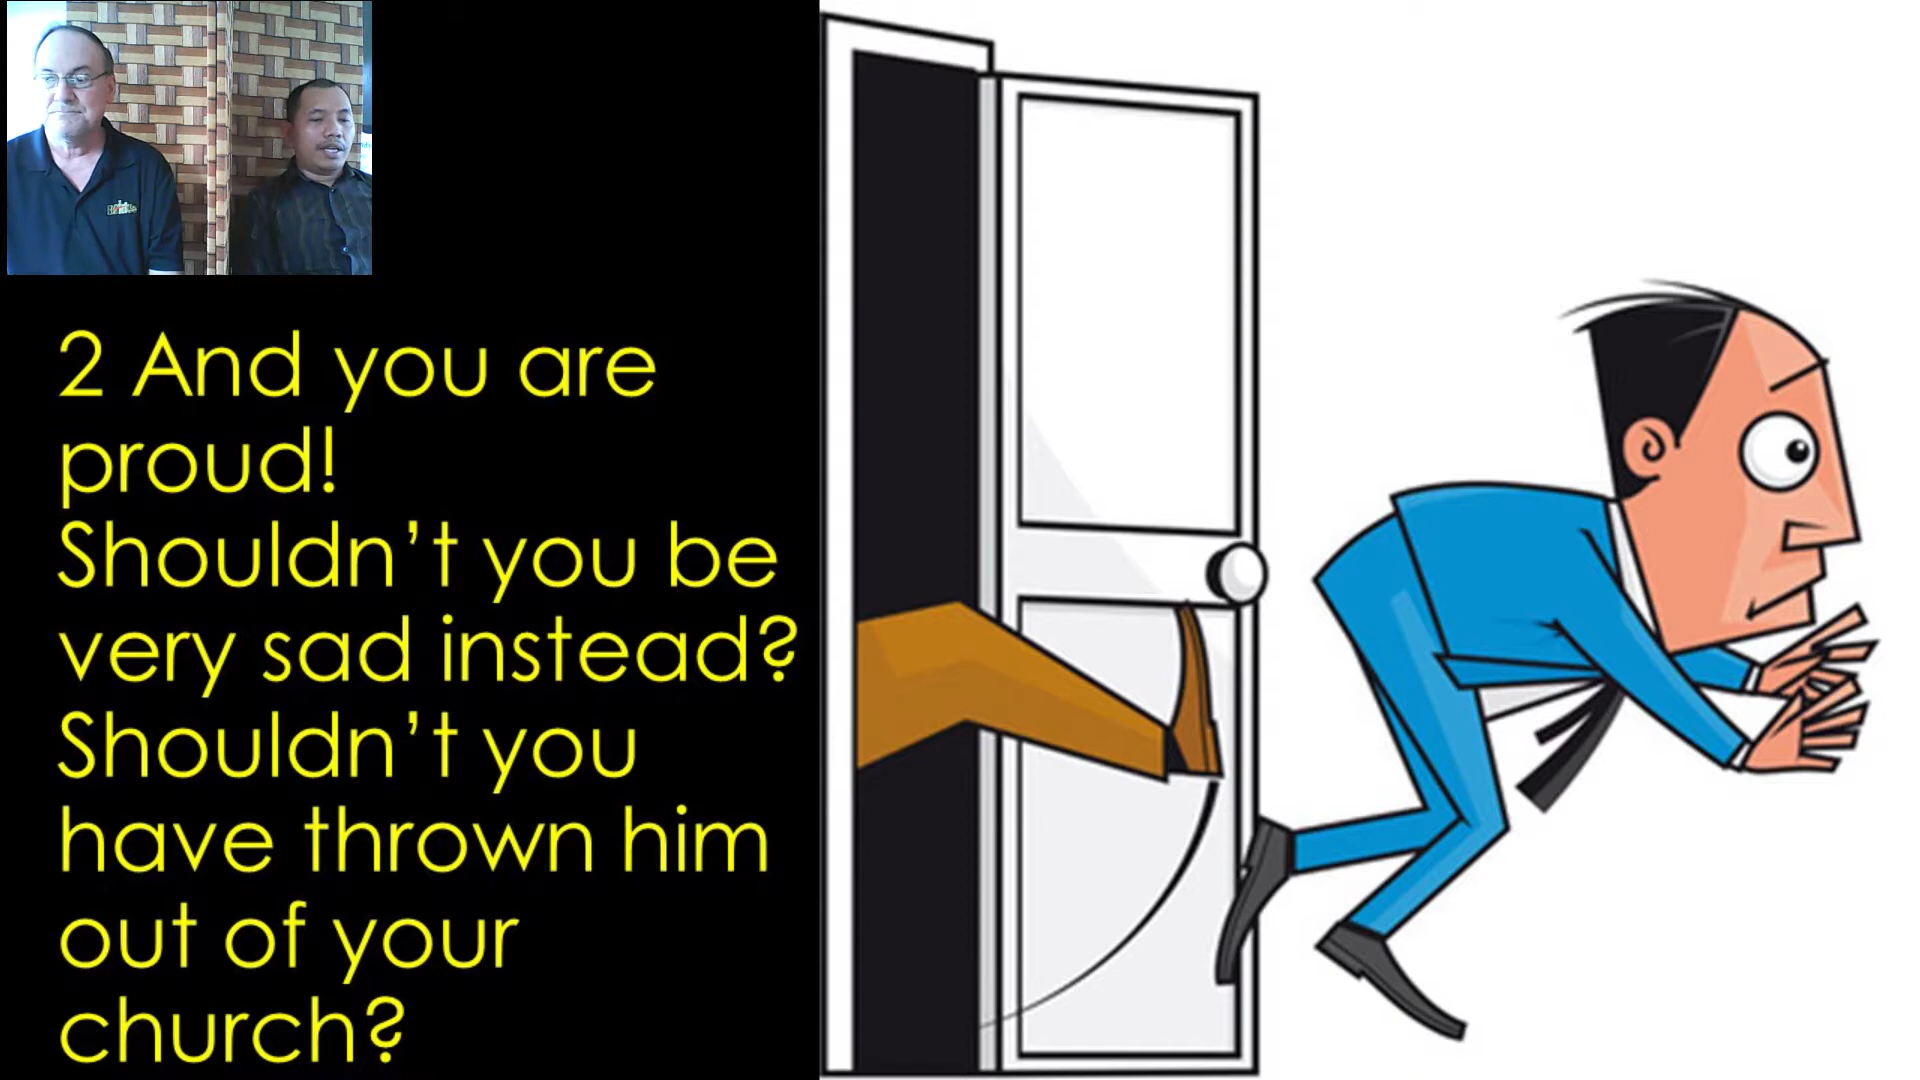 2 And you are
proud!
Shouldn’t you be
very sad instead?
Shouldn’t you
have thrown him
out of your
church?